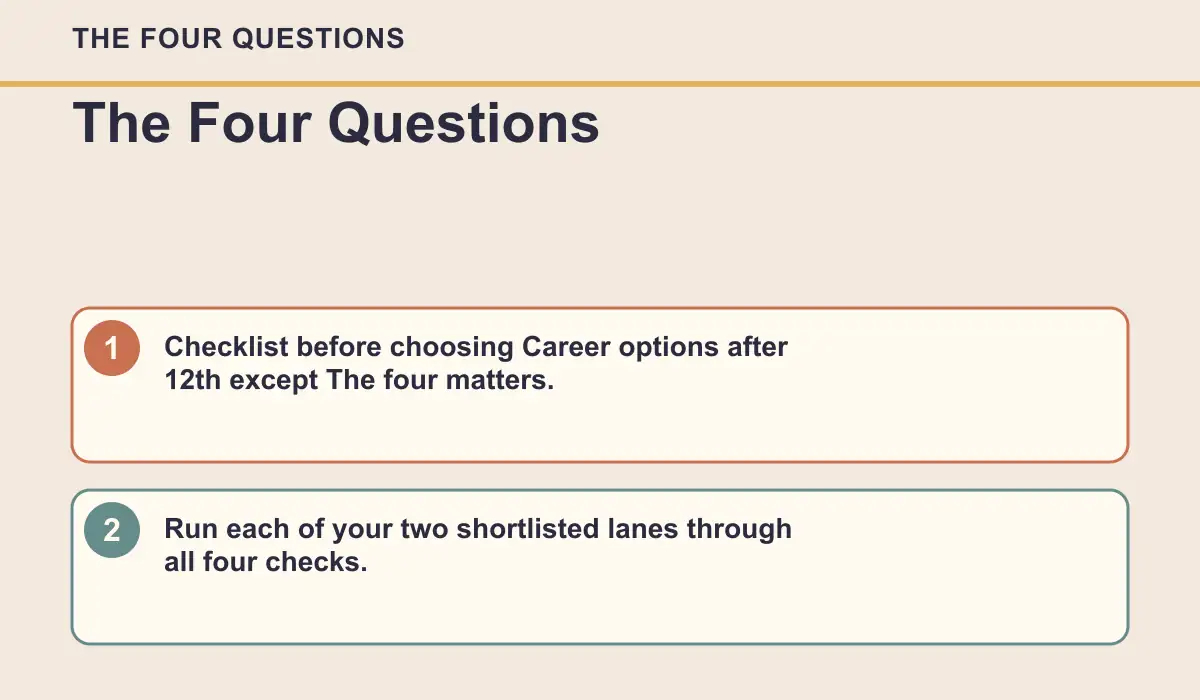 THE FOUR QUESTIONS
The Four Questions
1
Checklist before choosing Career options after
12th except The four matters.
2
Run each of your two shortlisted lanes through
all four checks.